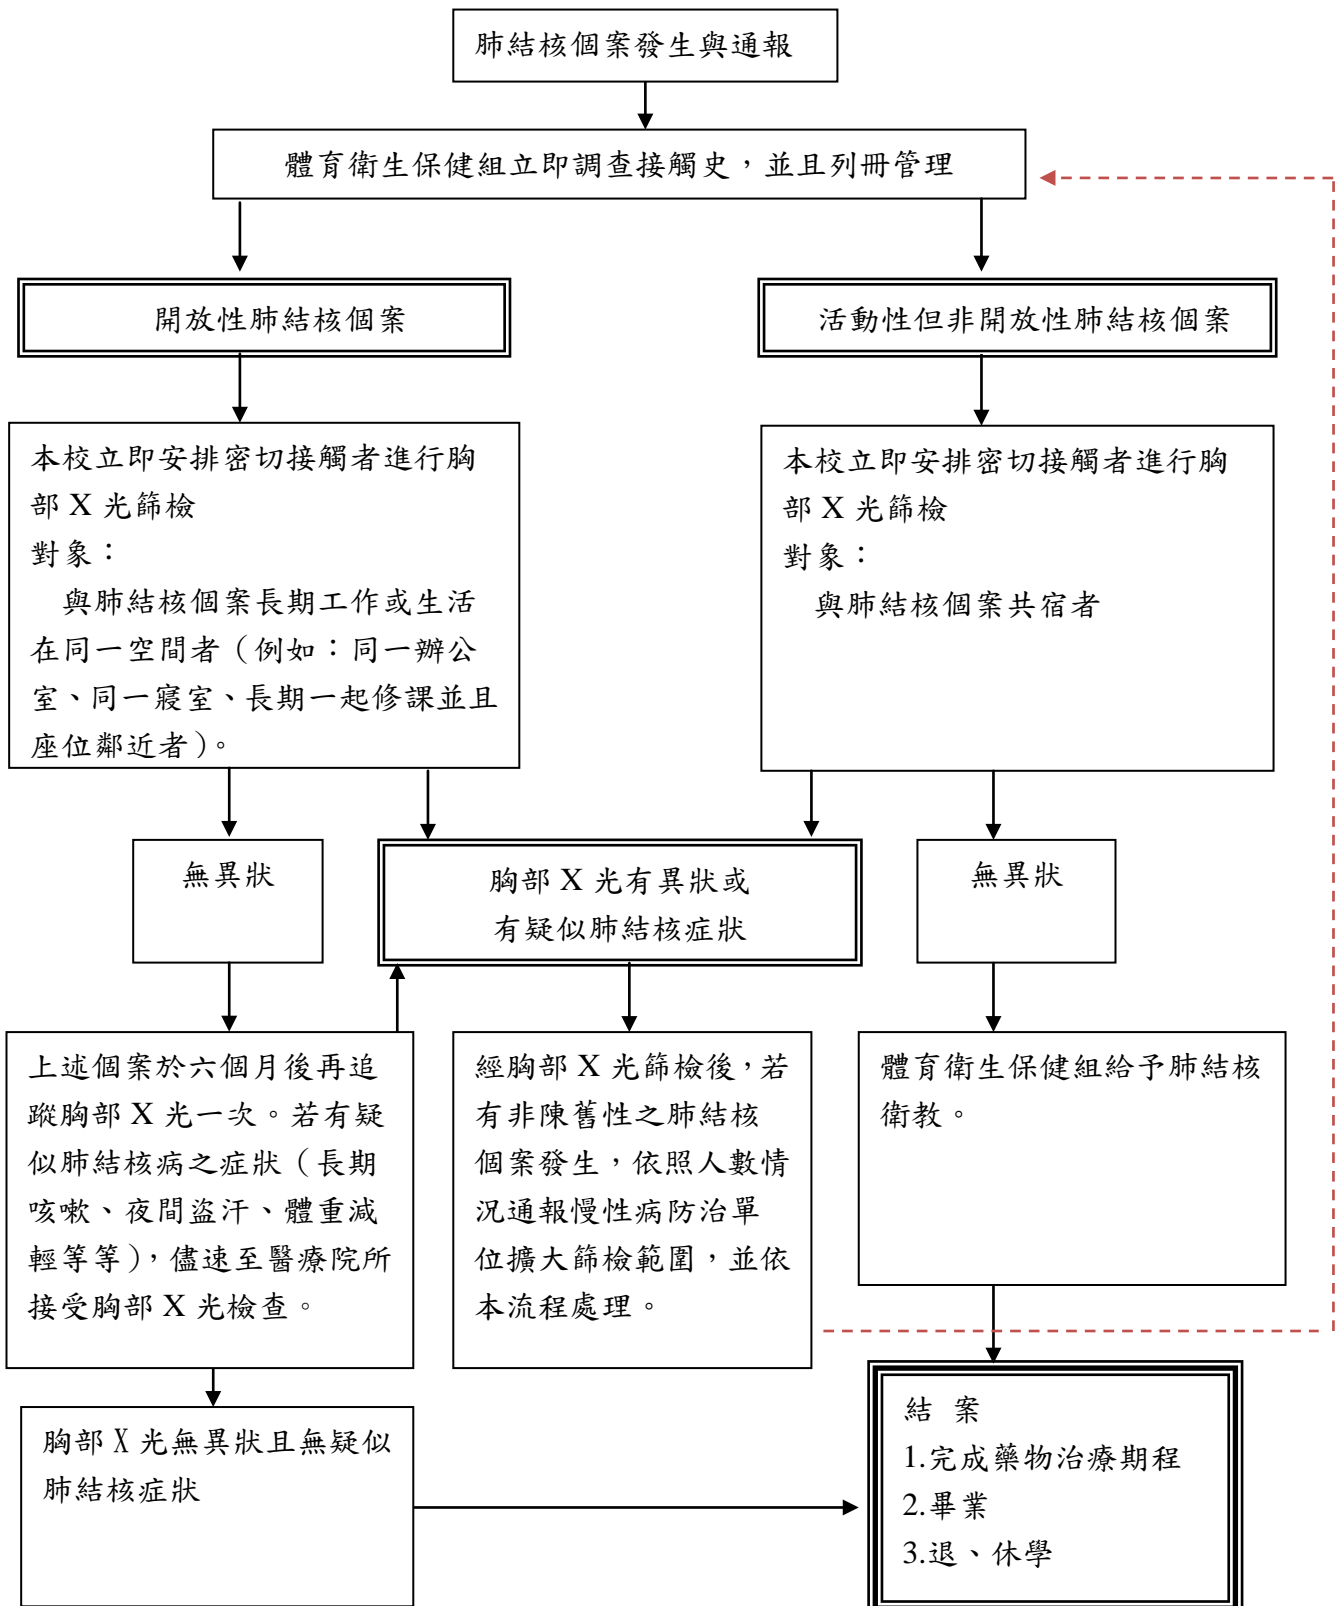 肺結核個案發生與通報
體育衛生保健組立即調查接觸史，並且列冊管理
開放性肺結核個案
活動性但非開放性肺結核個案
本校立即安排密切接觸者進行胸
部 X 光篩檢
對象：
與肺結核個案長期工作或生活
在同一空間者（例如：同一辦公
室、同一寢室、長期一起修課並且
座位鄰近者）。
本校立即安排密切接觸者進行胸
部 X 光篩檢
對象：
與肺結核個案共宿者
無異狀
胸部 X 光有異狀或
有疑似肺結核症狀
無異狀
上述個案於六個月後再追
蹤胸部 X 光一次。若有疑
似肺結核病之症狀（長期
咳嗽、夜間盜汗、體重減
輕等等），儘速至醫療院所
接受胸部 X 光檢查。
經胸部 X 光篩檢後，若
有非陳舊性之肺結核
個案發生，依照人數情
況通報慢性病防治單
位擴大篩檢範圍，並依
本流程處理。
體育衛生保健組給予肺結核
衛教。
胸部 X 光無異狀且無疑似
肺結核症狀
結 案
1.完成藥物治療期程
2.畢業
3.退、休學